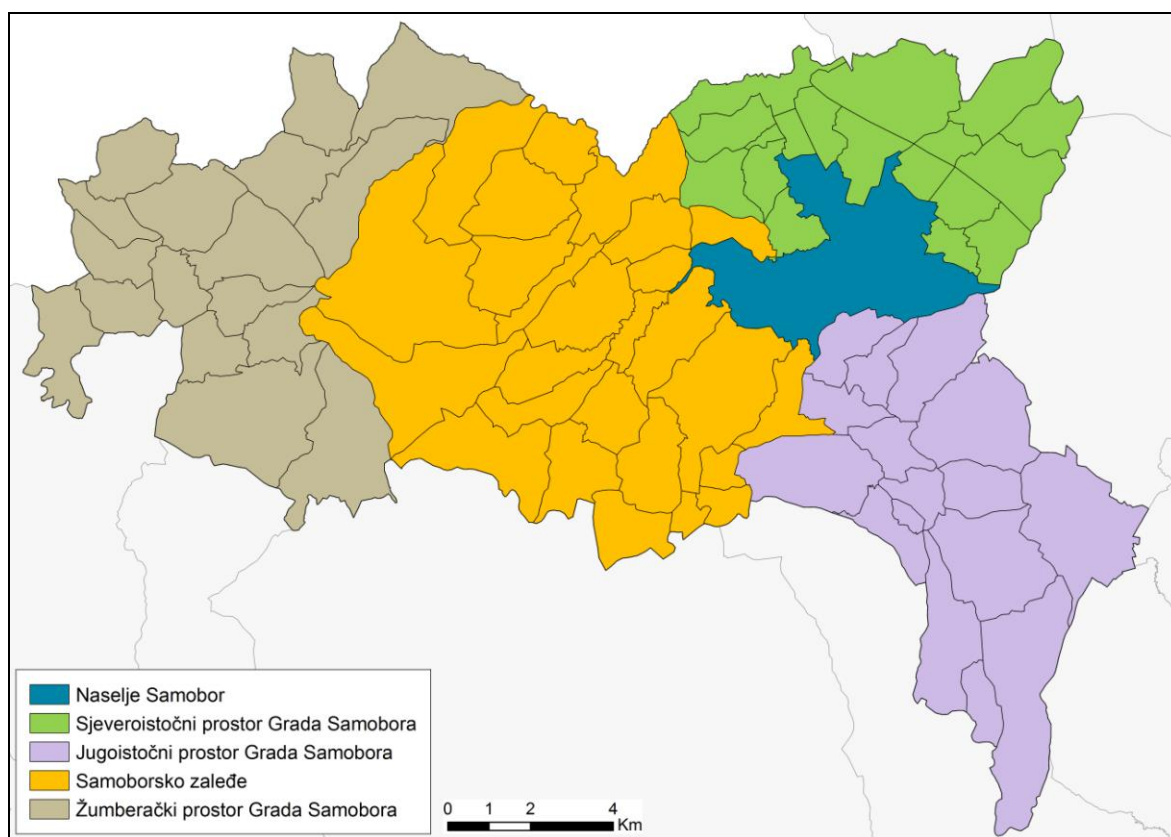 Naselje Samobor
Sjeveroistočni prostor Grada Samobora
Jugoistočni prostor Grada Samobora
Samoborsko zaleđe
Žumberački prostor Grada Samobora
0 1 2 4
Km